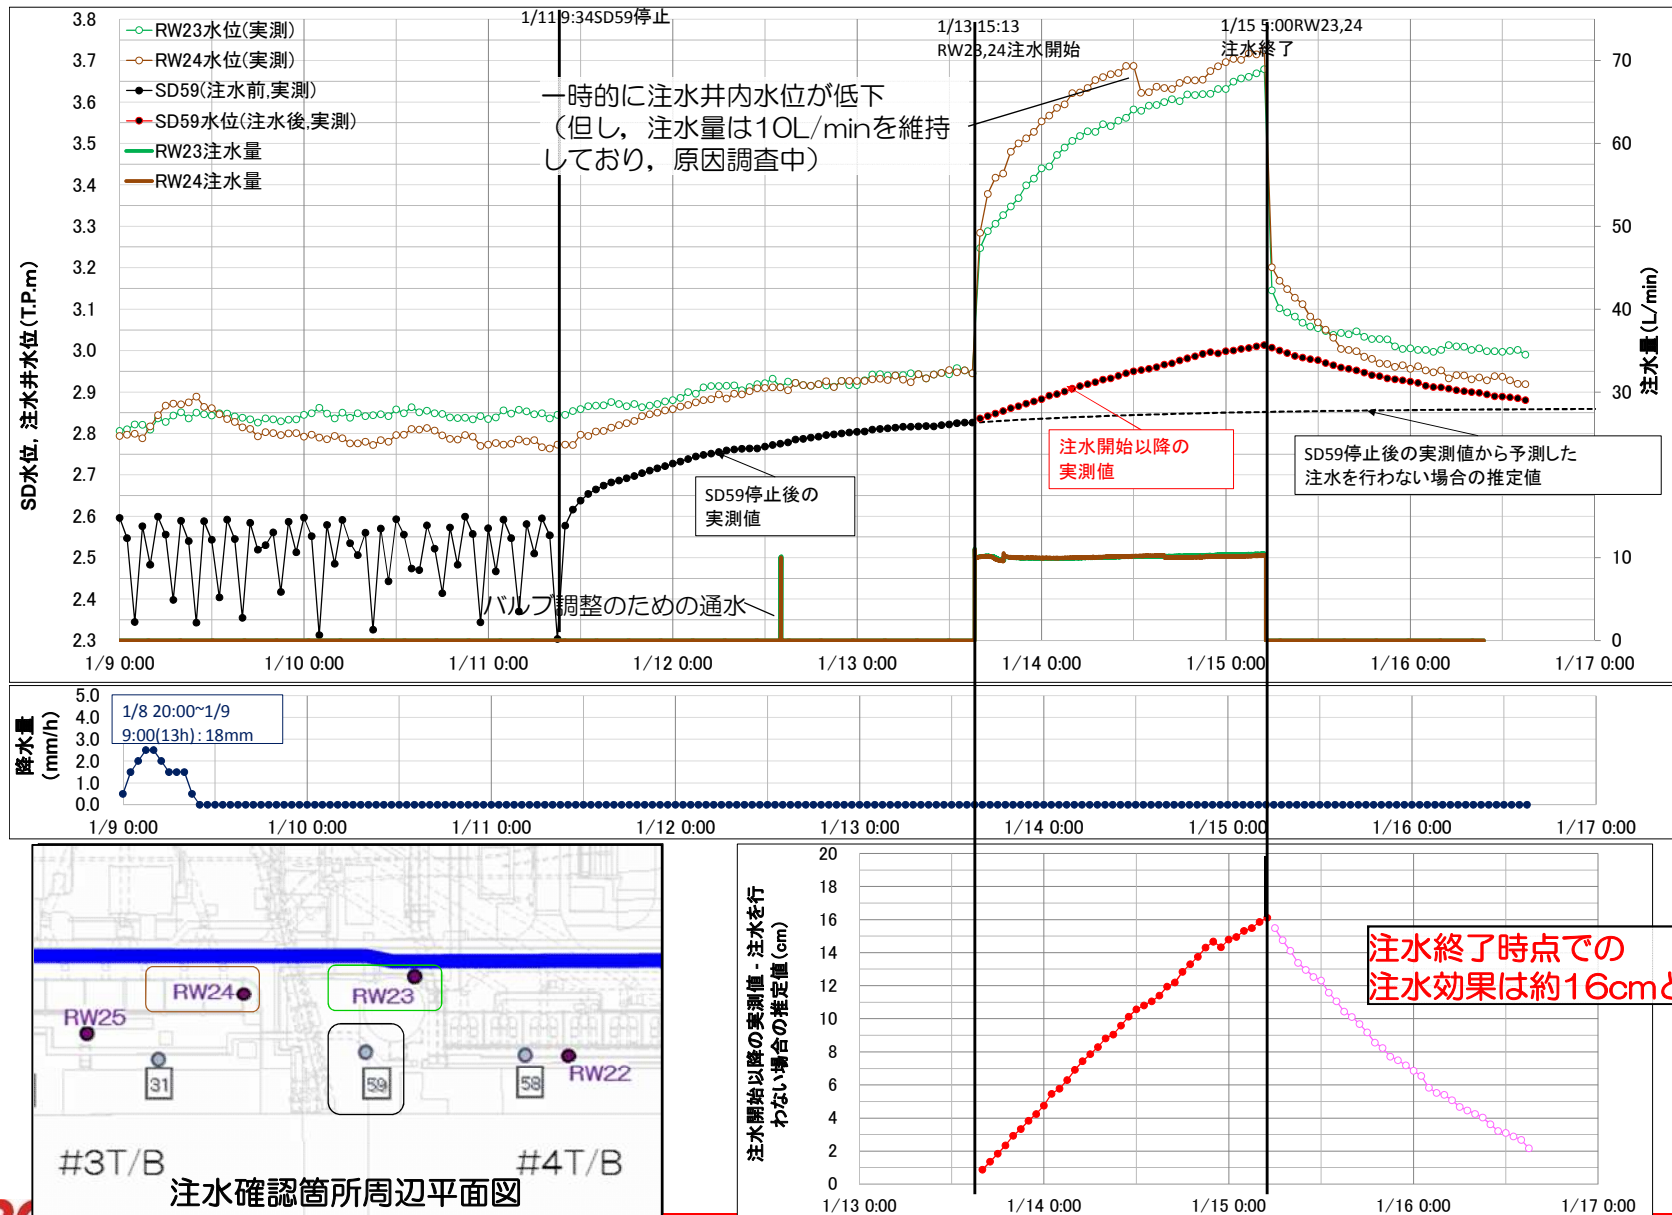 1/11 9:34SD59停止
1/13 15:13
RW23,24注水開始
1/15 5:00RW23,24
注水終了
RW23水位(実測)
RW24水位(実測)
SD59(注水前,実測)
SD59水位(注水後,実測)
RW23注水量
RW24注水量
一時的に注水井内水位が低下
(但し，注水量は10L/minを維持
しており，原因調査中)
SD水位, 注水井水位(T.P.m)
3.8
3.7
3.6
3.5
3.4
3.3
3.2
3.1
3.0
2.9
2.8
2.7
2.6
2.5
2.4
2.3
注水量(L/min)
70
60
50
40
30
10
0
注水開始以降の
実測値
SD59停止後の実測値から予測した
注水を行わない場合の推定値
SD59停止後の
実測値
バルブ調整のための通水
1/9 0:00
1/10 0:00
1/11 0:00
1/12 0:00
1/13 0:00
1/14 0:00
1/15 0:00
1/16 0:00
1/17 0:00
降水量
(mm/h)
5.0
4.0
3.0
2.0
1.0
0.0
1/8 20:00~1/9
9:00(13h):18mm
1/9 0:00
1/10 0:00
1/11 0:00
1/12 0:00
1/13 0:00
1/14 0:00
1/15 0:00
1/16 0:00
1/17 0:00
RW24
RW23
RW25
RW22
31
59
58
#3T/B
#4T/B
注水確認箇所周辺平面図
注水開始以降の実測値 - 注水を行
わない場合の推定値(cm)
20
18
16
14
12
10
8
6
4
2
0
注水終了時点での
注水効果は約16cmと
1/13 0:00
1/14 0:00
1/15 0:00
1/16 0:00
1/17 0:00